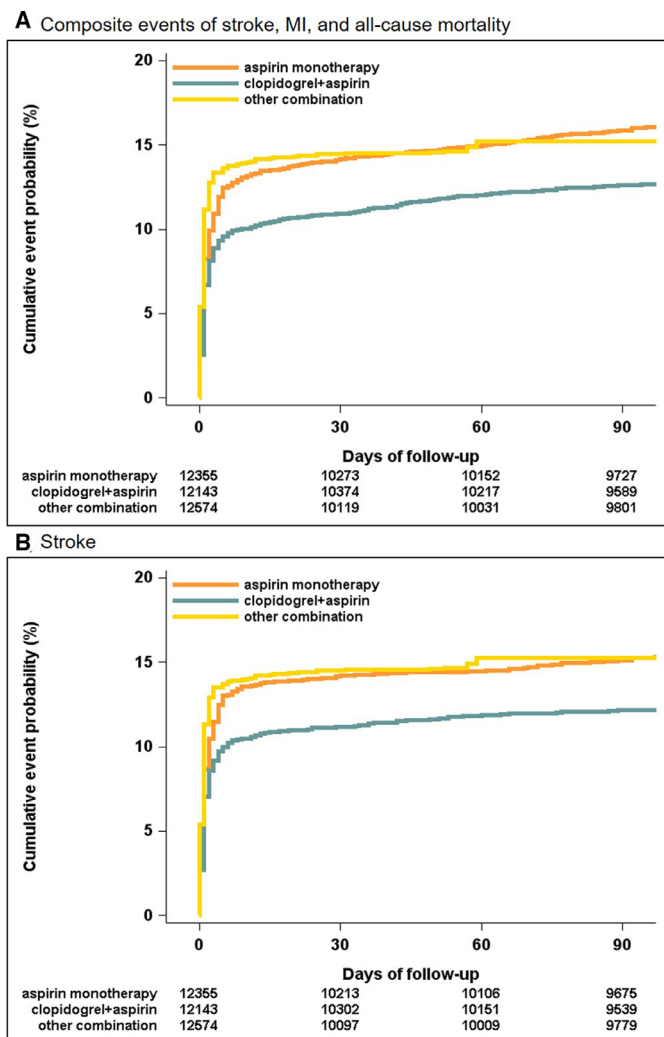 A Composite events of stroke, MI, and all-cause mortality
Cumulative event probability (%)
20
15
10
5
0
aspirin monotherapy
clopidogrel+aspirin
other combination
0 30 60 90
Days of follow-up
aspirin monotherapy 12355 10273 10152 9727
clopidogrel+aspirin 12143 10374 10217 9589
other combination 12574 10119 10031 9801
B Stroke
Cumulative event probability (%)
20
15
10
5
0
aspirin monotherapy
clopidogrel+aspirin
other combination
0 30 60 90
Days of follow-up
aspirin monotherapy 12355 10213 10106 9675
clopidogrel+aspirin 12143 10302 10151 9539
other combination 12574 10097 10009 9779